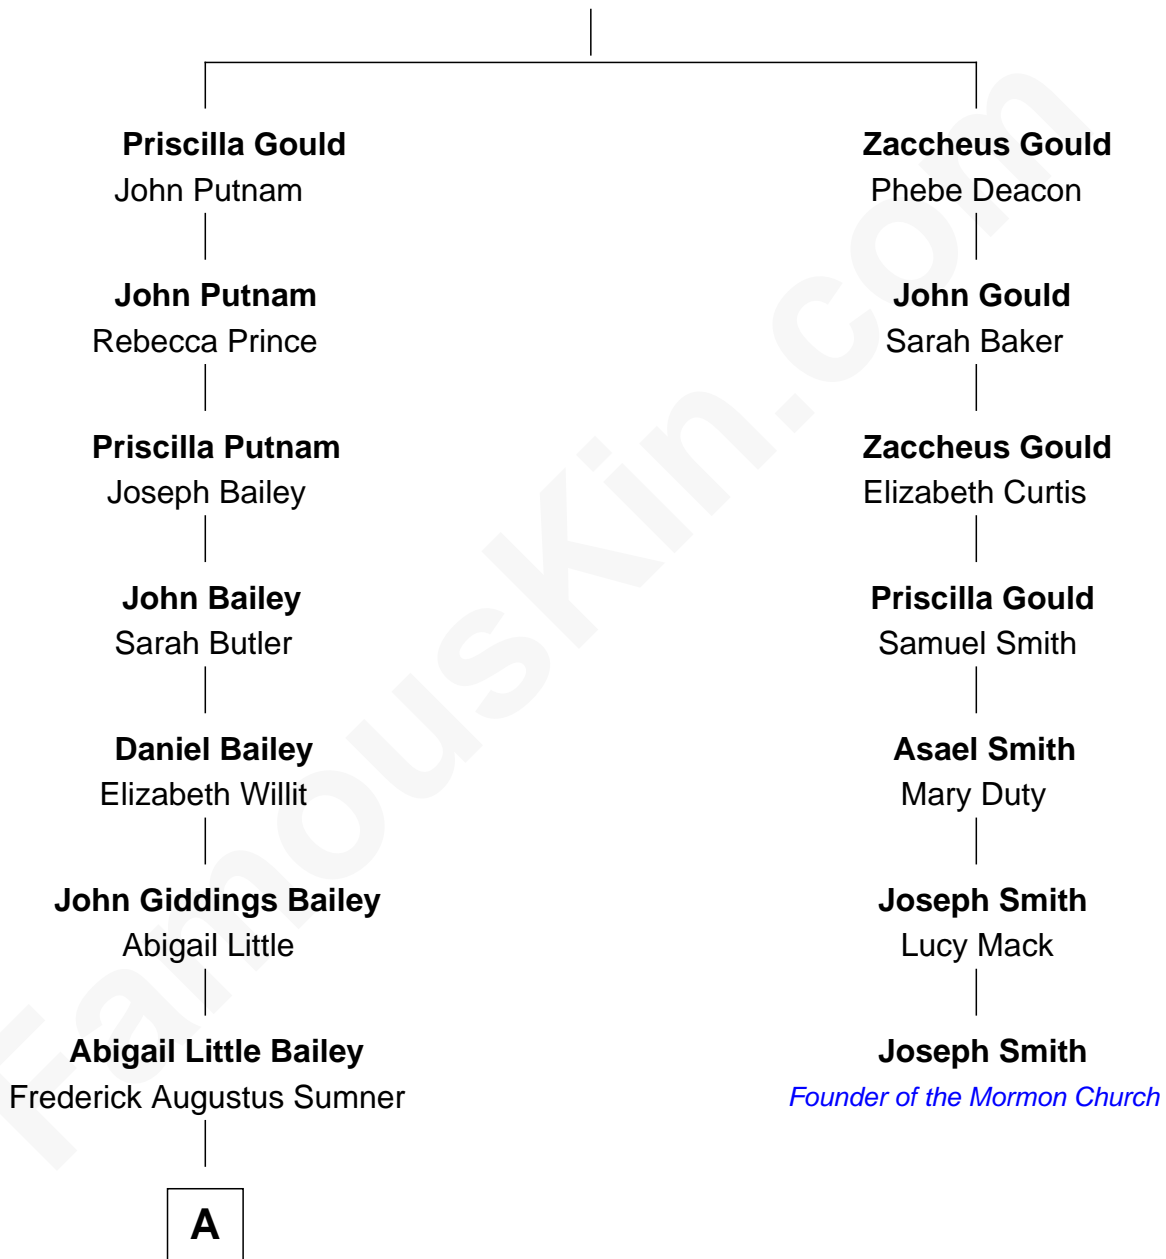 Priscilla Gould
John Putnam
John Putnam
Rebecca Prince
Priscilla Putnam
Joseph Bailey
John Bailey
Sarah Butler
Daniel Bailey
Elizabeth Willit
John Giddings Bailey
Abigail Little
Abigail Little Bailey
Frederick Augustus Sumner
A
Zaccheus Gould
Phebe Deacon
John Gould
Sarah Baker
Zaccheus Gould
Elizabeth Curtis
Priscilla Gould
Samuel Smith
Asael Smith
Mary Duty
Joseph Smith
Lucy Mack
Joseph Smith
Founder of the Mormon Church
FamousKin.com